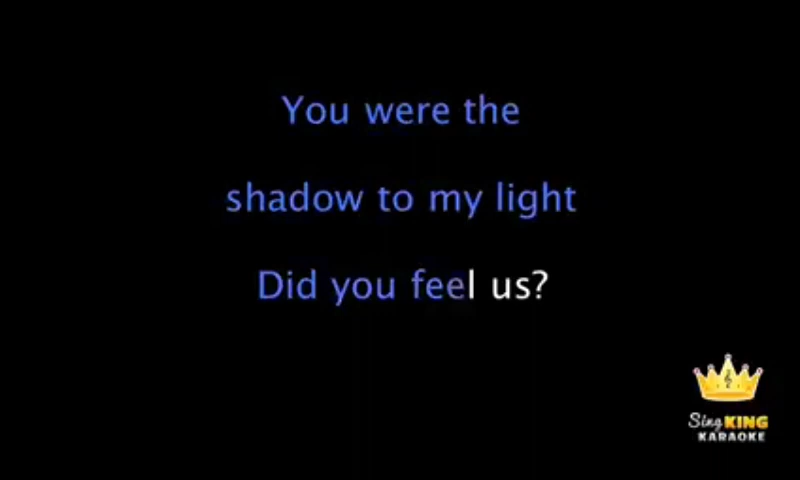 You were the
shadow to my light
Did you feel us?
Sing KING
KARAOKE